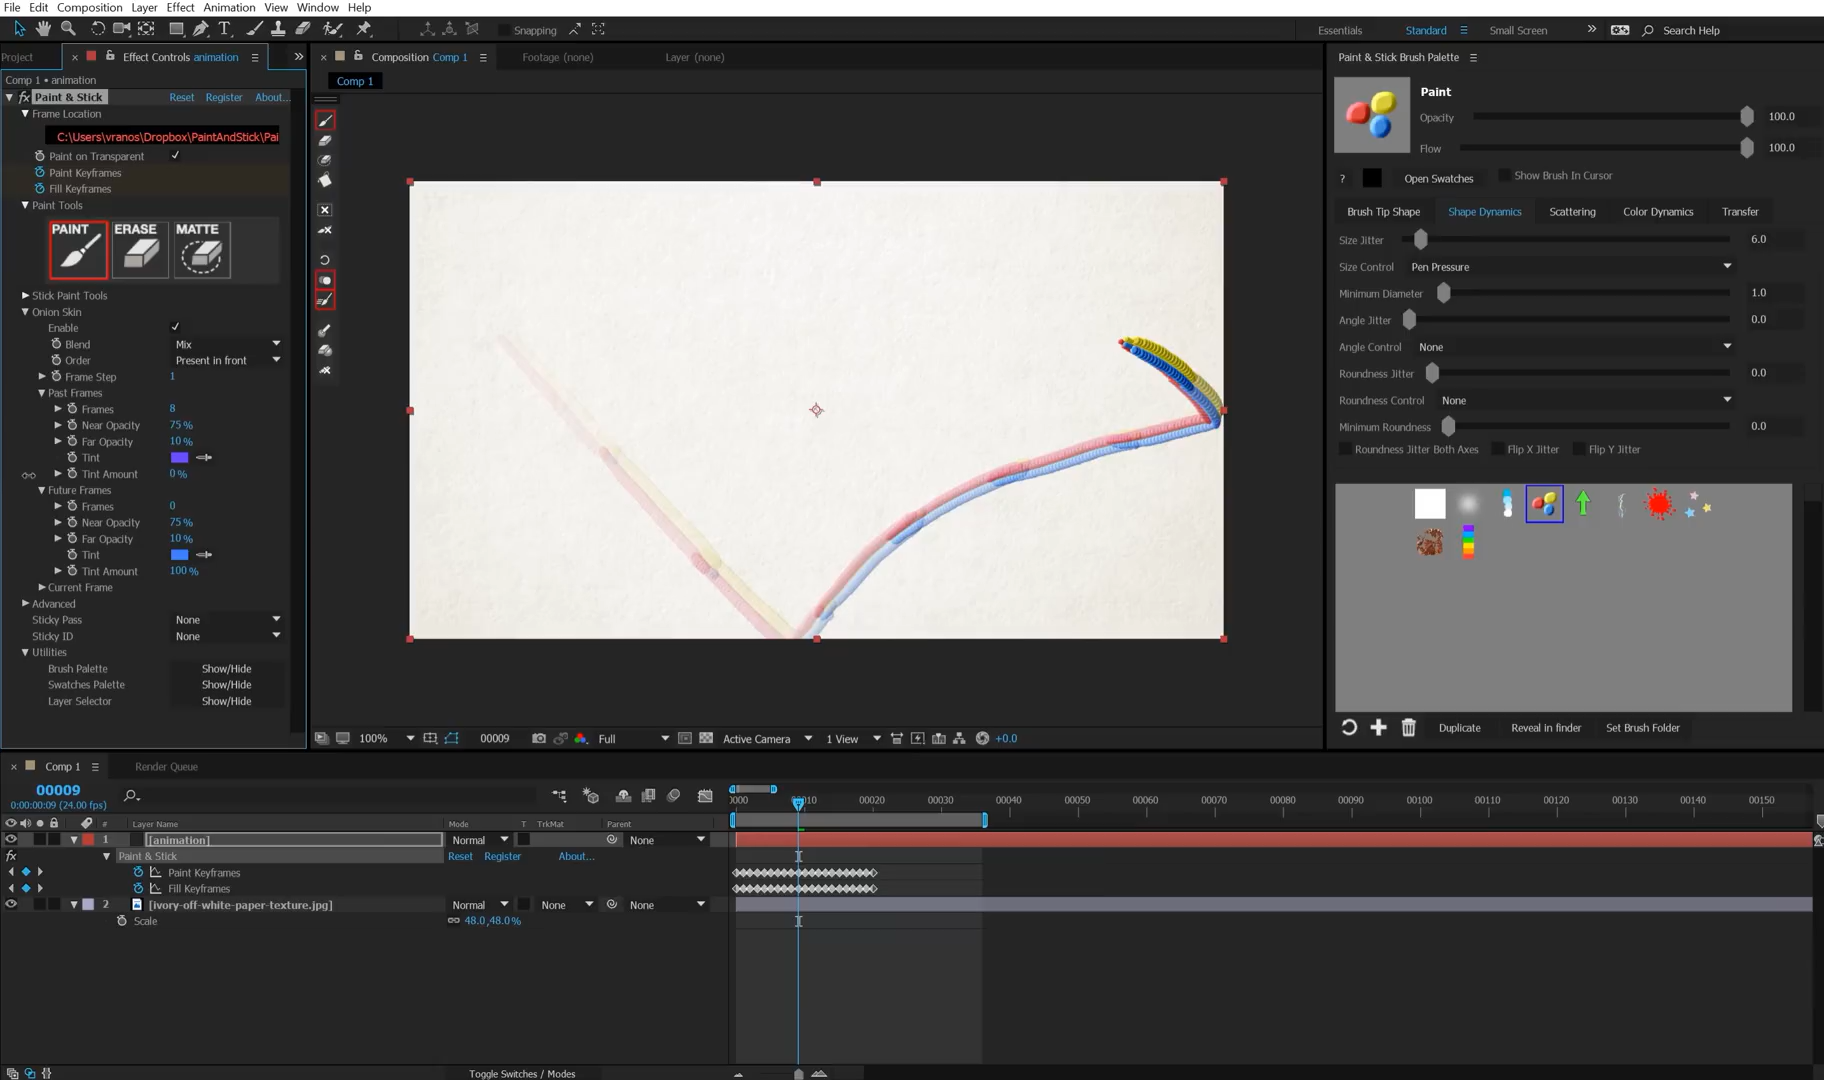 File Edit Composition Layer Effect Animation View Window Help
Snapping
Essentials Standard Small Screen Search Help
Project Effect Controls animation
Composition Comp 1 Footage (none) Layer (none)
Paint & Stick Brush Palette
Comp 1 • animation
Comp 1
fx Paint & Stick Reset Register About...
Frame Location
C:\Users\vranos\Dropbox\PaintAndStick\Pai
Paint on Transparent
Paint Keyframes
Fill Keyframes
Paint Tools
PAINT ERASE MATTE
Stick Paint Tools
Onion Skin
Enable
Blend Mix
Order Present in front
Frame Step 1
Past Frames
Frames 8
Near Opacity 75 %
Far Opacity 10 %
Tint
Tint Amount 0 %
Future Frames
Frames 0
Near Opacity 75 %
Far Opacity 10 %
Tint
Tint Amount 100 %
Current Frame
Advanced
Sticky Pass None
Sticky ID None
Utilities
Brush Palette Show/Hide
Swatches Palette Show/Hide
Layer Selector Show/Hide
100% 00009 Full Active Camera 1 View +0.0
Paint
Opacity 100.0
Flow 100.0
? Open Swatches Show Brush In Cursor
Brush Tip Shape Shape Dynamics Scattering Color Dynamics Transfer
Size Jitter 6.0
Size Control Pen Pressure
Minimum Diameter 1.0
Angle Jitter 0.0
Angle Control None
Roundness Jitter 0.0
Roundness Control None
Minimum Roundness 0.0
Roundness Jitter Both Axes Flip X Jitter Flip Y Jitter
Duplicate Reveal in finder Set Brush Folder
Comp 1 Render Queue
00009
0:00:00:09 (24.00 fps)
0000 00010 00020 00030 00040 00050 00060 00070 00080 00090 00100 00110 00120 00130 00140 00150
# Layer Name Mode T TrkMat Parent
1 [animation] Normal None
fx Paint & Stick Reset Register About...
Paint Keyframes
Fill Keyframes
2 [ivory-off-white-paper-texture.jpg] Normal None None
Scale 48.0,48.0%
Toggle Switches / Modes